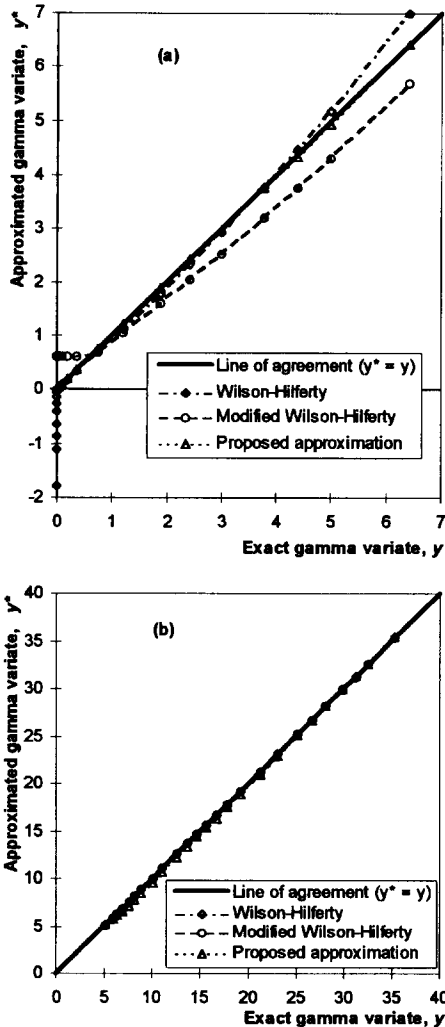 7
6
5
4
3
2
1
0
-1
-2
Approximated gamma variate, y*
(a)
Line of agreement (y* = y)
Wilson-Hilferty
Modified Wilson-Hilferty
Proposed approximation
0 1 2 3 4 5 6 7
Exact gamma variate, y
40
35
30
25
20
15
10
5
0
Approximated gamma variate, y*
(b)
Line of agreement (y* = y)
Wilson-Hilferty
Modified Wilson-Hilferty
Proposed approximation
0 5 10 15 20 25 30 35 40
Exact gamma variate, y